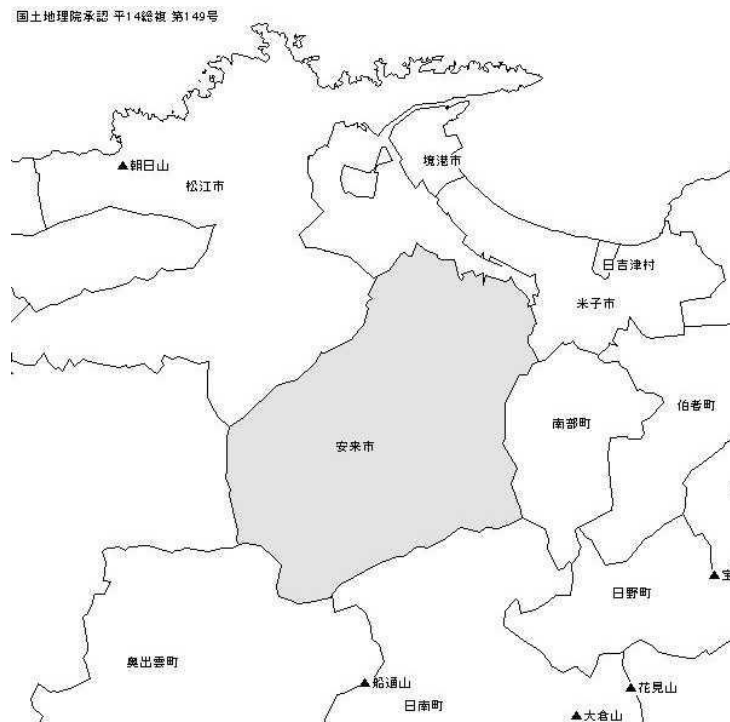 国土地理院承認 平14総複 第149号
▲朝日山
松江市
境港市
日吉津村
米子市
伯耆町
南部町
安来市
▲宝
日野町
奥出雲町
▲船通山
▲花見山
日南町
▲大倉山